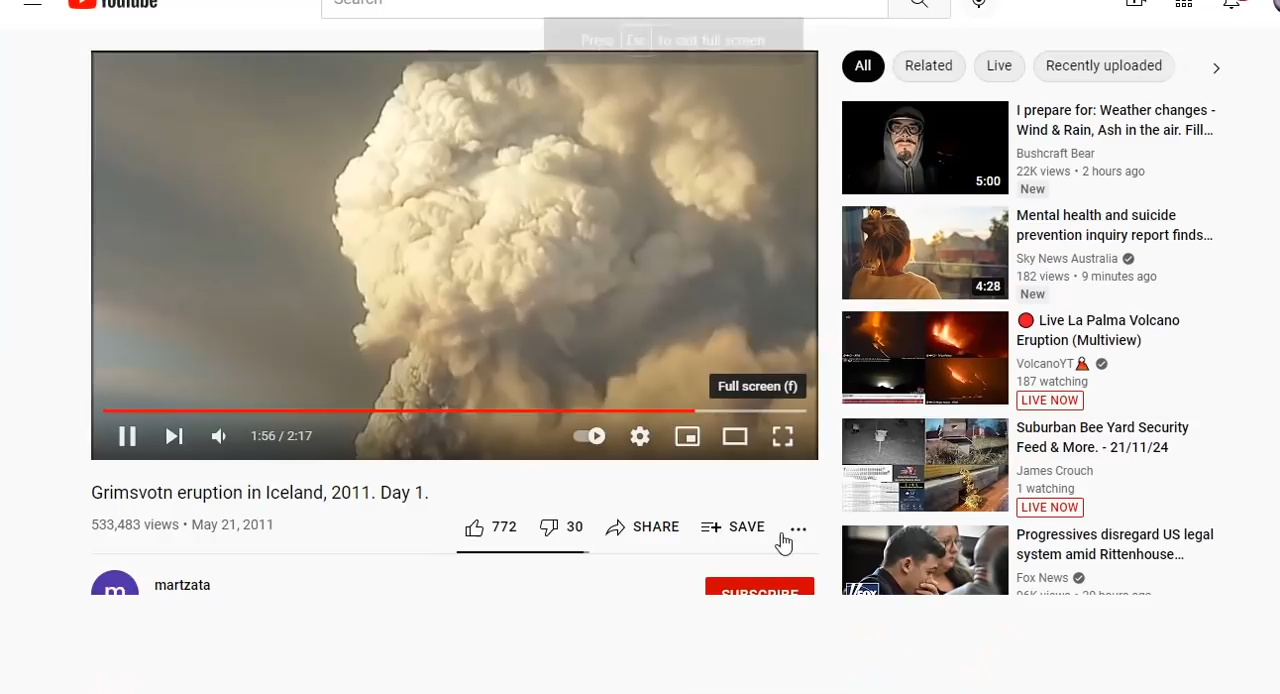 YouTube
Search
Press Esc to exit full screen
All
Related
Live
Recently uploaded
Full screen (f)
1:56 / 2:17
Grimsvotn eruption in Iceland, 2011. Day 1.
533,483 views • May 21, 2011
772
30
SHARE
SAVE
m
martzata
SUBSCRIBE
5:00
I prepare for: Weather changes -
Wind & Rain, Ash in the air. Fill…
Bushcraft Bear
22K views • 2 hours ago
New
4:28
Mental health and suicide
prevention inquiry report finds…
Sky News Australia
182 views • 9 minutes ago
New
🔴 Live La Palma Volcano
Eruption (Multiview)
VolcanoYT🌋
187 watching
LIVE NOW
Suburban Bee Yard Security
Feed & More. - 21/11/24
James Crouch
1 watching
LIVE NOW
FOX
Progressives disregard US legal
system amid Rittenhouse…
Fox News